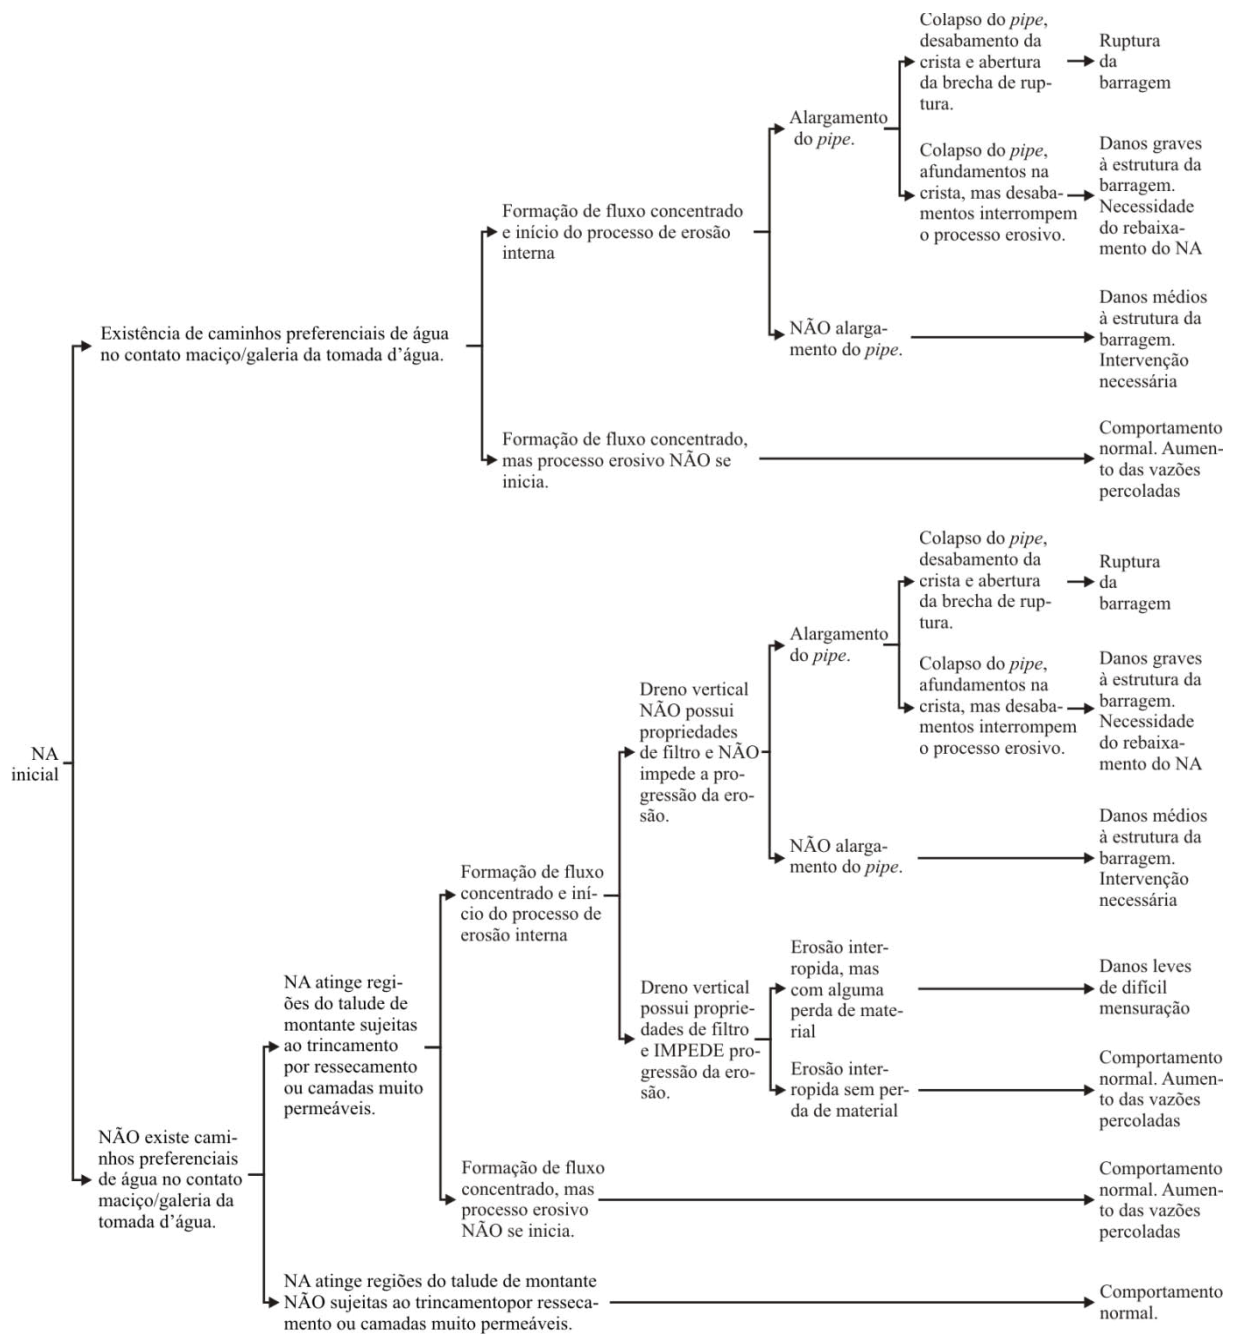 Colapso do pipe,
desabamento da
crista e abertura
da brecha de rup-
tura.
Ruptura
da
barragem
Alargamento
do pipe.
Colapso do pipe,
afundamentos na
crista, mas desaba-
mentos interrompem
o processo erosivo.
Danos graves
à estrutura da
barragem.
Necessidade
do rebaixa-
mento do NA
Formação de fluxo concentrado
e início do processo de erosão
interna
NÃO alarga-
mento do pipe.
Danos médios
à estrutura da
barragem.
Intervenção
necessária
Existência de caminhos preferenciais de água
no contato maciço/galeria da tomada d’água.
Formação de fluxo concentrado,
mas processo erosivo NÃO se
inicia.
Comportamento
normal. Aumen-
to das vazões
percoladas
Colapso do pipe,
desabamento da
crista e abertura
da brecha de rup-
tura.
Ruptura
da
barragem
Alargamento
do pipe.
Colapso do pipe,
afundamentos na
crista, mas desaba-
mentos interrompem
o processo erosivo.
Danos graves
à estrutura da
barragem.
Necessidade
do rebaixa-
mento do NA
Dreno vertical
NÃO possui
propriedades
de filtro e NÃO
impede a pro-
gressão da ero-
são.
NA
inicial
NÃO alarga-
mento do pipe.
Danos médios
à estrutura da
barragem.
Intervenção
necessária
Formação de fluxo
concentrado e iní-
cio do processo de
erosão interna
Erosão inter-
ropida, mas
com alguma
perda de mate-
rial
Danos leves
de difícil
mensuração
Dreno vertical
possui proprie-
dades de filtro
e IMPEDE pro-
gressão da ero-
são.
Erosão inter-
ropida sem per-
da de material
Comportamento
normal. Aumen-
to das vazões
percoladas
NA atinge regi-
ões do talude de
montante sujeitas
ao trincamento
por ressecamento
ou camadas muito
permeáveis.
NÃO existe cami-
nhos preferenciais
de água no contato
maciço/galeria da
tomada d’água.
Formação de fluxo
concentrado, mas
processo erosivo
NÃO se inicia.
Comportamento
normal. Aumen-
to das vazões
percoladas
NA atinge regiões do talude de montante
NÃO sujeitas ao trincamentopor resseca-
mento ou camadas muito permeáveis.
Comportamento
normal.